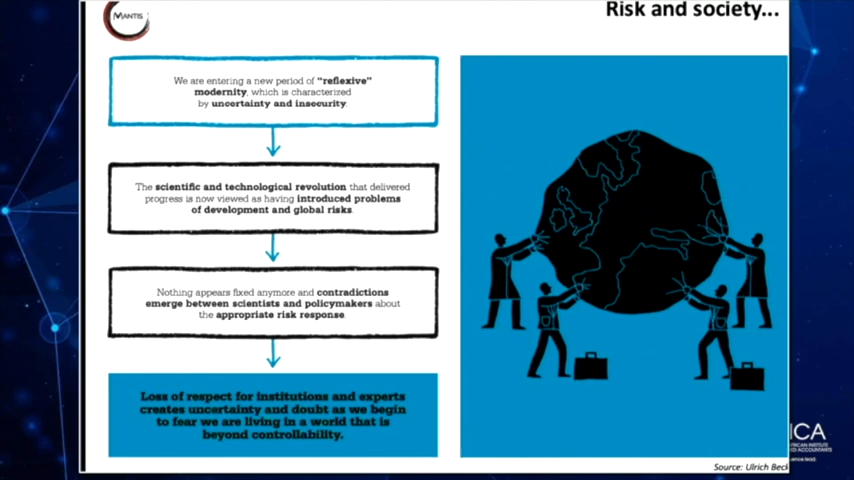 MANTIS
Risk and society...
We are entering a new period of "reflexive"
modernity, which is characterized
by uncertainty and insecurity.
The scientific and technological revolution that delivered
progress is now viewed as having introduced problems
of development and global risks.
Nothing appears fixed anymore and contradictions
emerge between scientists and policymakers about
the appropriate risk response.
Loss of respect for institutions and experts
creates uncertainty and doubt as we begin
to fear we are living in a world that is
beyond controllability.
ICA
RICAN INSTITUTE
ED ACCOUNTANTS
Source: Ulrich Beck